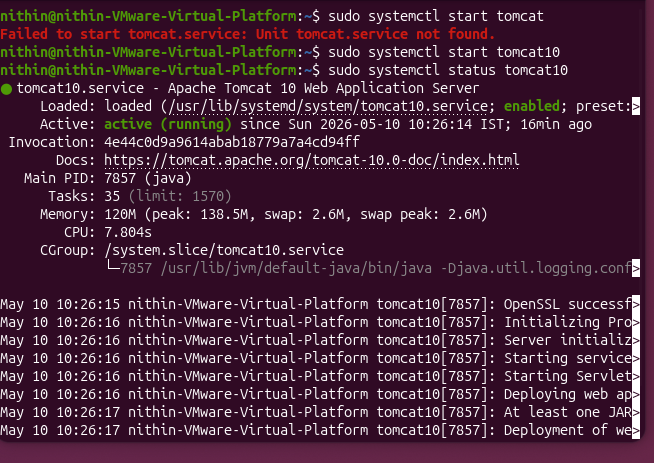 nithin@nithin-VMware-Virtual-Platform:~$ sudo systemctl start tomcat
Failed to start tomcat.service: Unit tomcat.service not found.
nithin@nithin-VMware-Virtual-Platform:~$ sudo systemctl start tomcat10
nithin@nithin-VMware-Virtual-Platform:~$ sudo systemctl status tomcat10
● tomcat10.service - Apache Tomcat 10 Web Application Server
     Loaded: loaded (/usr/lib/systemd/system/tomcat10.service; enabled; preset:>
     Active: active (running) since Sun 2026-05-10 10:26:14 IST; 16min ago
 Invocation: 4e44c0d9a9614abab18779a7a4cd94ff
       Docs: https://tomcat.apache.org/tomcat-10.0-doc/index.html
   Main PID: 7857 (java)
      Tasks: 35 (limit: 1570)
     Memory: 120M (peak: 138.5M, swap: 2.6M, swap peak: 2.6M)
        CPU: 7.804s
     CGroup: /system.slice/tomcat10.service
             └─7857 /usr/lib/jvm/default-java/bin/java -Djava.util.logging.conf>
May 10 10:26:15 nithin-VMware-Virtual-Platform tomcat10[7857]: OpenSSL successf>
May 10 10:26:16 nithin-VMware-Virtual-Platform tomcat10[7857]: Initializing Pro>
May 10 10:26:16 nithin-VMware-Virtual-Platform tomcat10[7857]: Server initializ>
May 10 10:26:16 nithin-VMware-Virtual-Platform tomcat10[7857]: Starting service>
May 10 10:26:16 nithin-VMware-Virtual-Platform tomcat10[7857]: Starting Servlet>
May 10 10:26:16 nithin-VMware-Virtual-Platform tomcat10[7857]: Deploying web ap>
May 10 10:26:17 nithin-VMware-Virtual-Platform tomcat10[7857]: At least one JAR>
May 10 10:26:17 nithin-VMware-Virtual-Platform tomcat10[7857]: Deployment of we>